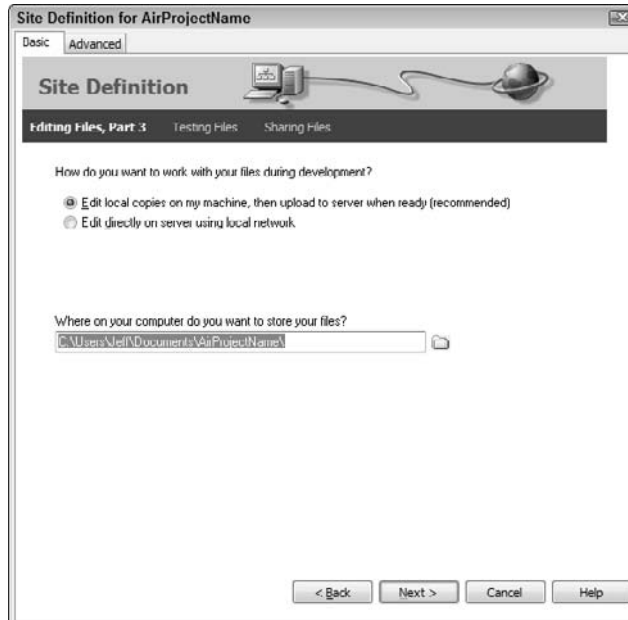 Site Definition for AirProjectName
Basic Advanced
Site Definition
Editing Files, Part 3 Testing Files Sharing Files
How do you want to work with your files during development?
Edit local copies on my machine, then upload to server when ready (recommended)
Edit directly on server using local network
Where on your computer do you want to store your files?
C:\Users\Jeff\Documents\AirProjectName\
< Back Next > Cancel Help